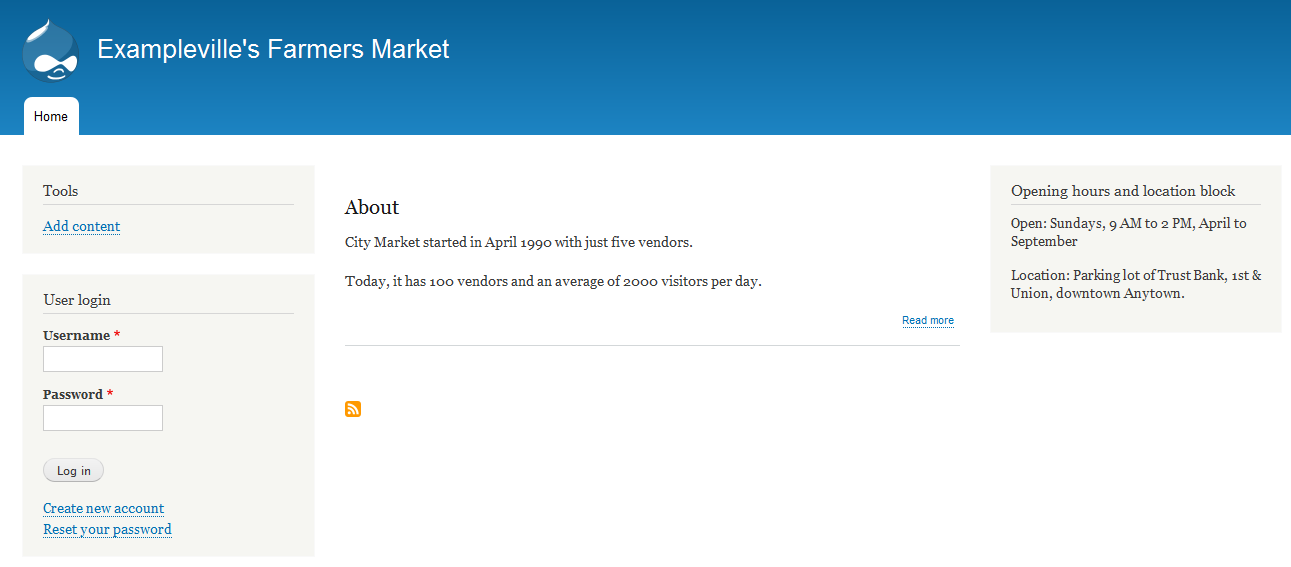 Exampleville's Farmers Market
Home
Tools
Add content
User login
Username *
Password *
Log in
Create new account
Reset your password
About
City Market started in April 1990 with just five vendors.
Today, it has 100 vendors and an average of 2000 visitors per day.
Read more
Opening hours and location block
Open: Sundays, 9 AM to 2 PM, April to
September
Location: Parking lot of Trust Bank, 1st &
Union, downtown Anytown.